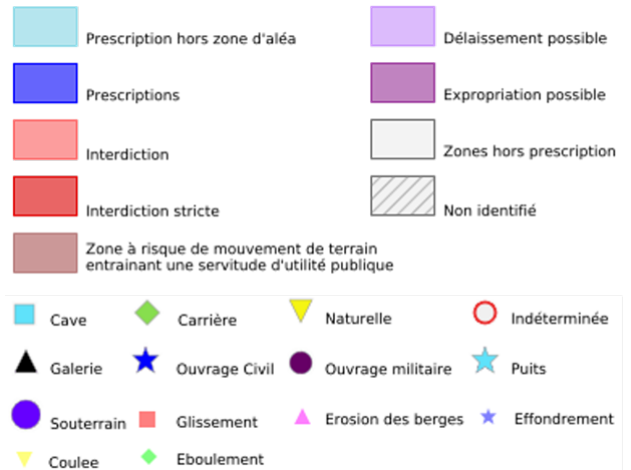 Prescription hors zone d'aléa
Délaissement possible
Prescriptions
Expropriation possible
Interdiction
Zones hors prescription
Interdiction stricte
Non identifié
Zone à risque de mouvement de terrain
entrainant une servitude d'utilité publique
Cave
Carrière
Naturelle
Indéterminée
Galerie
Ouvrage Civil
Ouvrage militaire
Puits
Souterrain
Glissement
Erosion des berges
Effondrement
Coulee
Eboulement